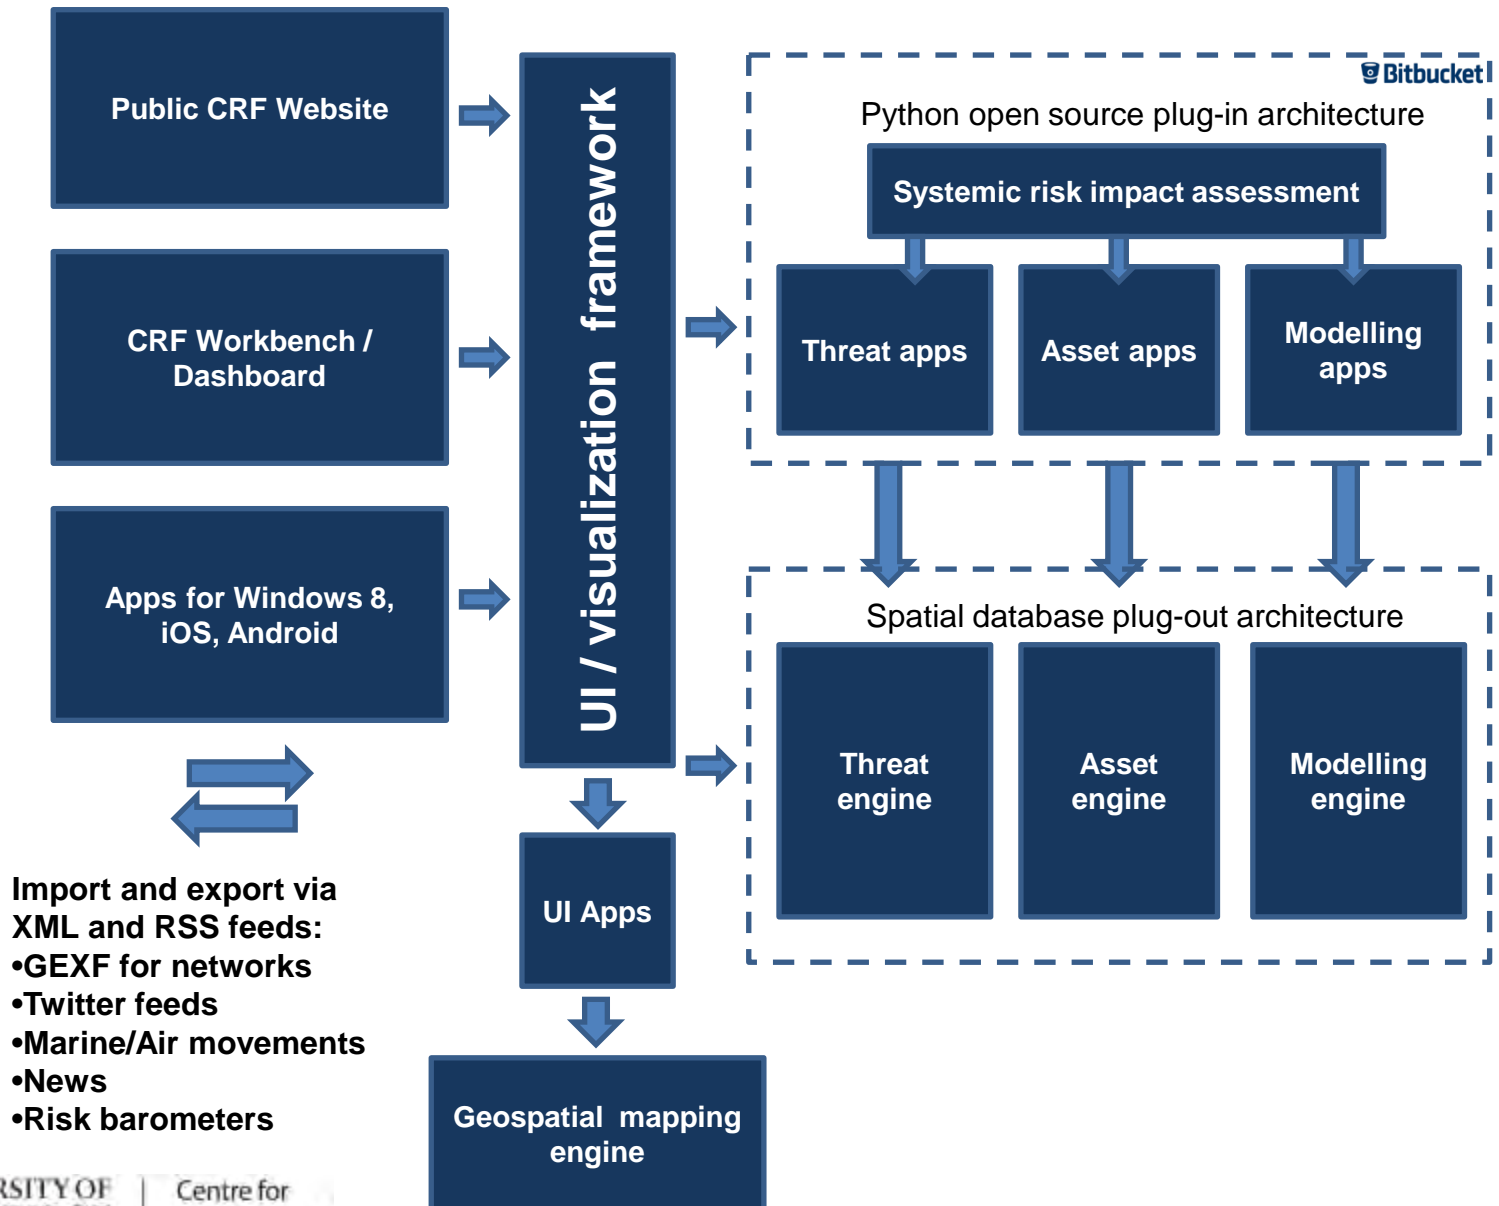 Public CRF Website
CRF Workbench /
Dashboard
Apps for Windows 8,
iOS, Android
Import and export via
XML and RSS feeds:
•GEXF for networks
•Twitter feeds
•Marine/Air movements
•News
•Risk barometers
UI / visualization framework
UI Apps
Geospatial mapping
engine
Bitbucket
Python open source plug-in architecture
Systemic risk impact assessment
Threat apps
Asset apps
Modelling
apps
Spatial database plug-out architecture
Threat
engine
Asset
engine
Modelling
engine
RSITY OF
Centre for